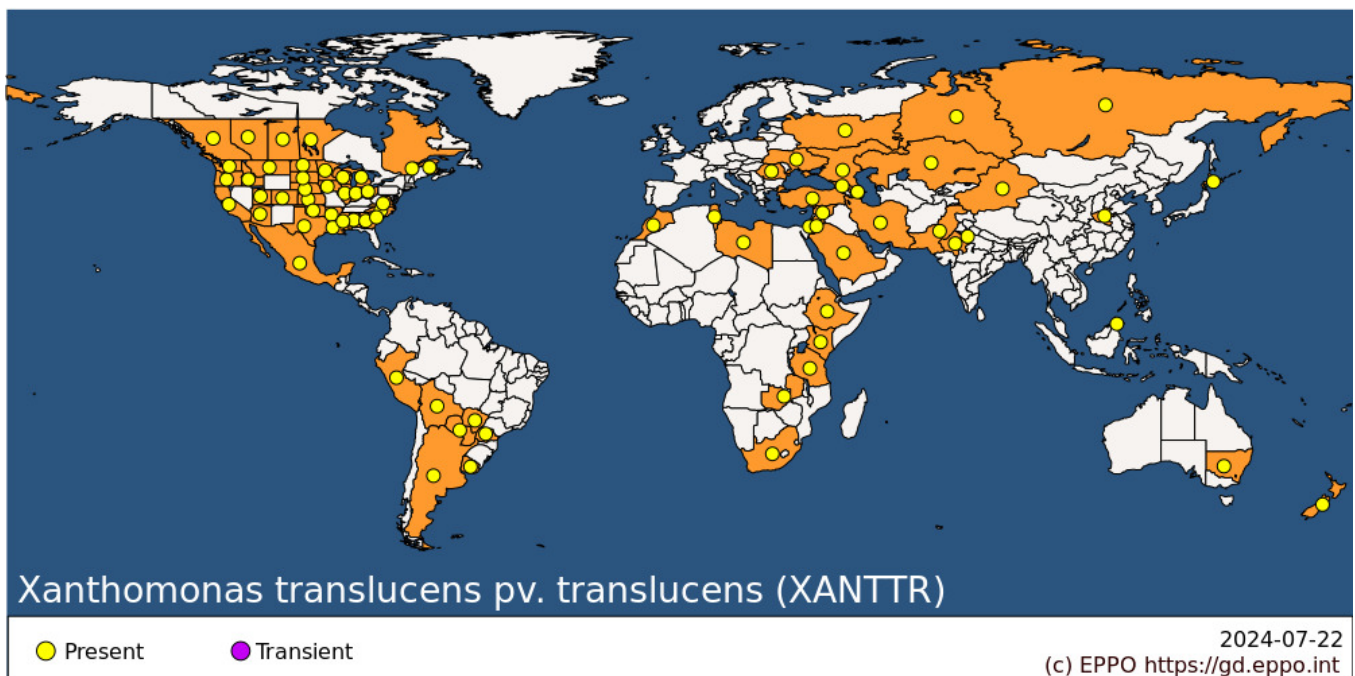 Xanthomonas translucens pv. translucens (XANTTR)
Present
Transient
2024-07-22
(c) EPPO https://gd.eppo.int